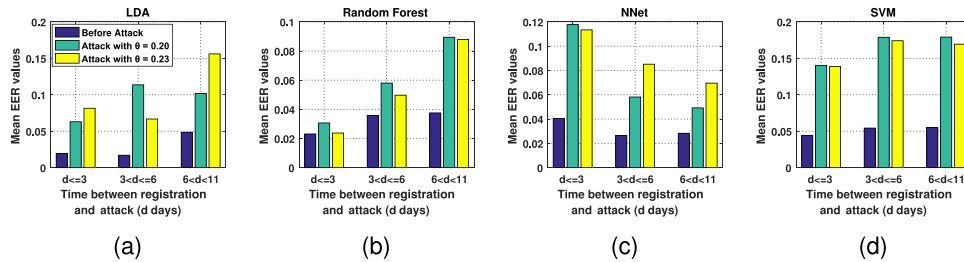 LDA
Mean EER values
0.2
0.15
0.1
0.05
0
Before Attack
Attack with θ = 0.20
Attack with θ = 0.23
d<=3 3<d<=6 6<d<11
Time between registration
and attack (d days)
(a)
Random Forest
Mean EER values
0.1
0.08
0.06
0.04
0.02
0
d<=3 3<d<=6 6<d<11
Time between registration
and attack (d days)
(b)
NNet
Mean EER values
0.12
0.1
0.08
0.06
0.04
0.02
0
d<=3 3<d<=6 6<d<11
Time between registration
and attack (d days)
(c)
SVM
Mean EER values
0.2
0.15
0.1
0.05
0
d<=3 3<d<=6 6<d<11
Time between registration
and attack (d days)
(d)